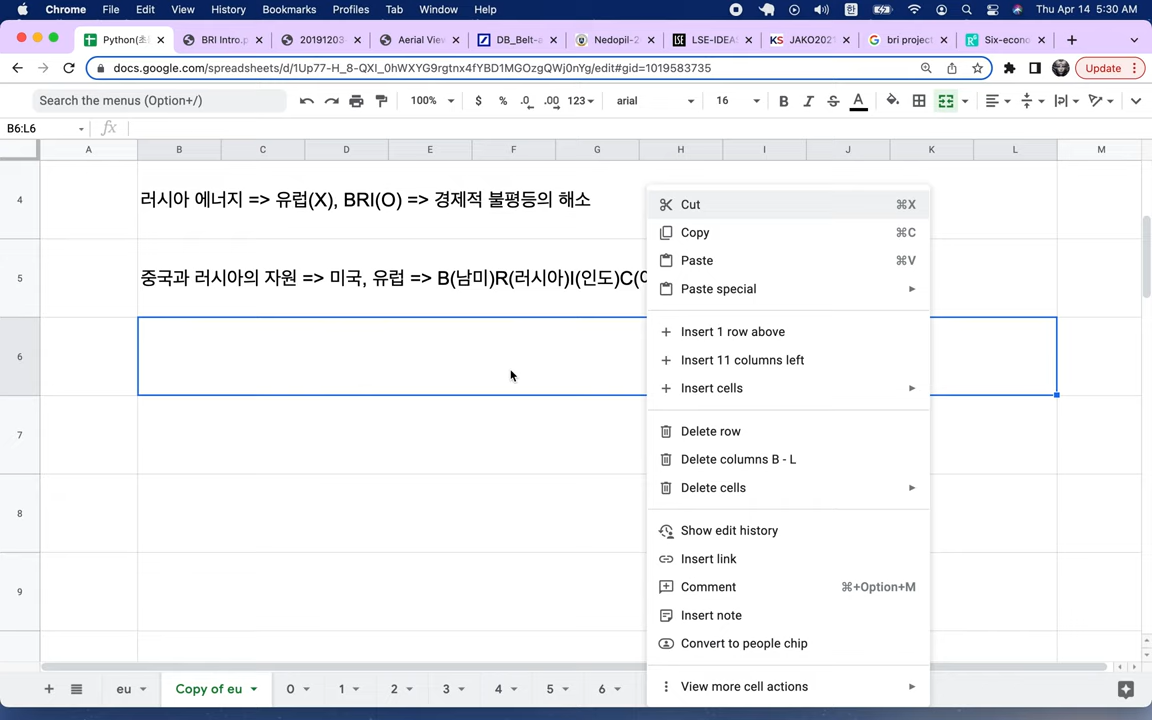 Chrome File Edit View History Bookmarks Profiles Tab Window Help 한 Thu Apr 14 5:30 AM
Python(초 BRI Intro.p 20191203 Aerial View DB_Belt-a Nedopil-2 LSE LSE-IDEAS KS JAKO2021 bri project Six-econo
docs.google.com/spreadsheets/d/1Up77-H_8-QXI_0hWXYG9rgtnx4fYBD1MGOzgQWj0nYg/edit#gid=1019583735 Update
Search the menus (Option+/) 100% $ % .0 .00 123 arial 16 B I S A
B6:L6 fx
A B C D E F G H I J K L M
4 러시아 에너지 => 유럽(X), BRI(O) => 경제적 불평등의 해소
5 중국과 러시아의 자원 => 미국, 유럽 => B(남미)R(러시아)I(인도)C(
6
7
8
9
Cut ⌘X
Copy ⌘C
Paste ⌘V
Paste special
Insert 1 row above
Insert 11 columns left
Insert cells
Delete row
Delete columns B - L
Delete cells
Show edit history
Insert link
Comment ⌘+Option+M
Insert note
Convert to people chip
View more cell actions
eu Copy of eu 0 1 2 3 4 5 6